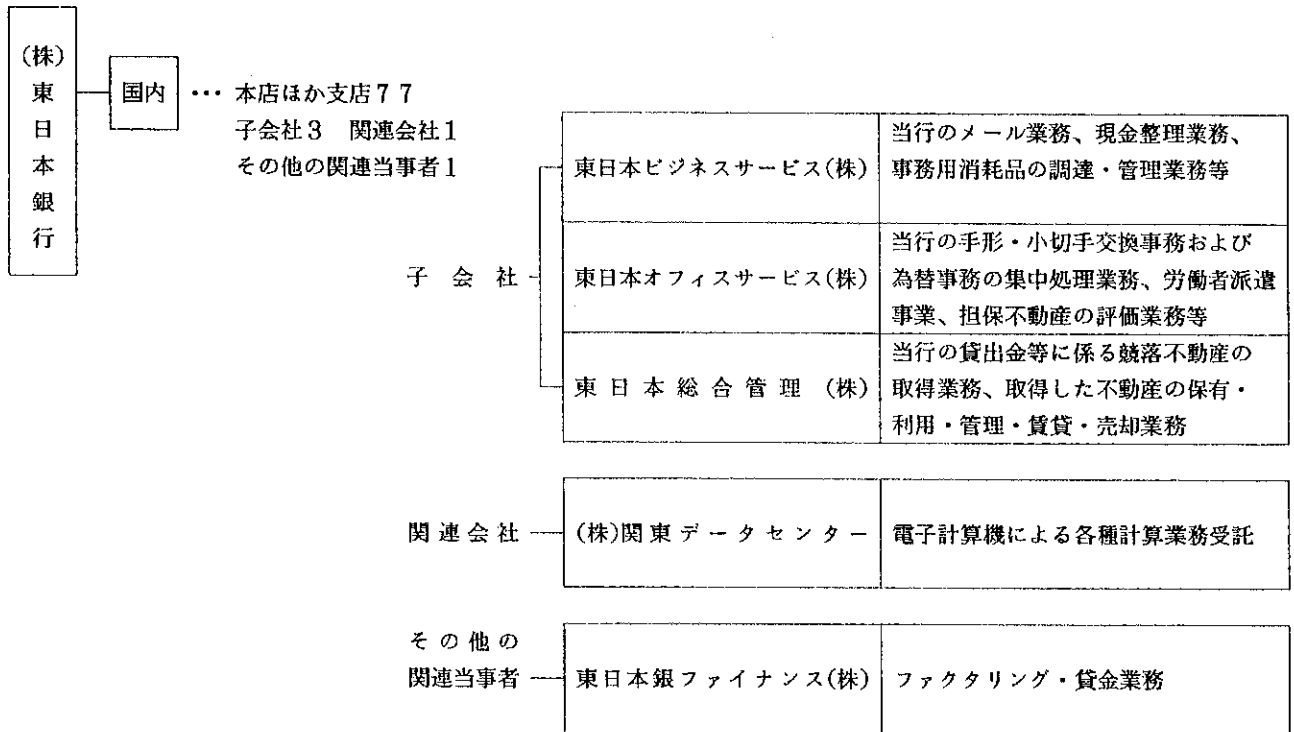 (株)東日本銀行
国内 … 本店ほか支店77
子会社3 関連会社1
その他の関連当事者1
子会社
東日本ビジネスサービス(株)
当行のメール業務、現金整理業務、
事務用消耗品の調達・管理業務等
東日本オフィスサービス(株)
当行の手形・小切手交換事務および
為替事務の集中処理業務、労働者派遣
事業、担保不動産の評価業務等
東日本総合管理(株)
当行の貸出金等に係る競落不動産の
取得業務、取得した不動産の保有・
利用・管理・賃貸・売却業務
関連会社
(株)関東データセンター
電子計算機による各種計算業務受託
その他の
関連当事者
東日本銀ファイナンス(株)
ファクタリング・貸金業務